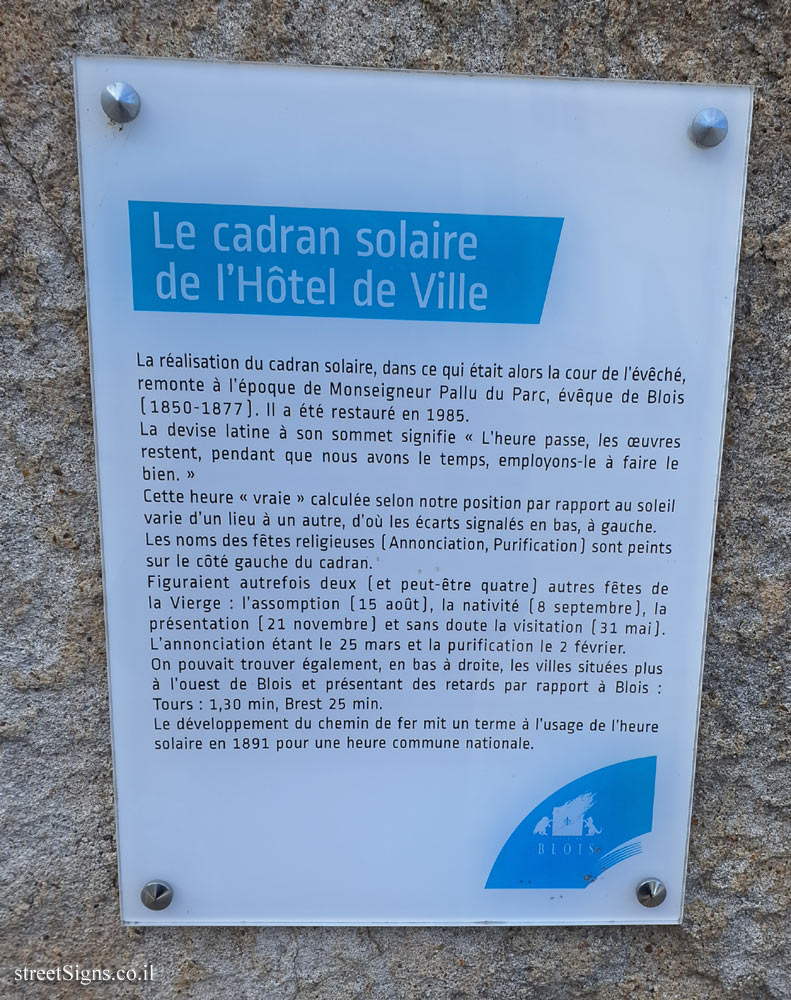 Le cadran solaire
de l'Hôtel de Ville
La réalisation du cadran solaire, dans ce qui était alors la cour de l'évêché,
remonte à l'époque de Monseigneur Pallu du Parc, évêque de Blois
(1850-1877). Il a été restauré en 1985.
La devise latine à son sommet signifie « L'heure passe, les œuvres
restent, pendant que nous avons le temps, employons-le à faire le
bien. »
Cette heure « vraie » calculée selon notre position par rapport au soleil
varie d'un lieu à un autre, d'où les écarts signalés en bas, à gauche.
Les noms des fêtes religieuses (Annonciation, Purification) sont peints
sur le côté gauche du cadran.
Figuraient autrefois deux (et peut-être quatre) autres fêtes de
la Vierge : l'assomption (15 août), la nativité (8 septembre), la
présentation (21 novembre) et sans doute la visitation (31 mai).
L'annonciation étant le 25 mars et la purification le 2 février.
On pouvait trouver également, en bas à droite, les villes situées plus
à l'ouest de Blois et présentant des retards par rapport à Blois :
Tours : 1,30 min, Brest 25 min.
Le développement du chemin de fer mit un terme à l'usage de l'heure
solaire en 1891 pour une heure commune nationale.
BLOIS
streetSigns.co.il